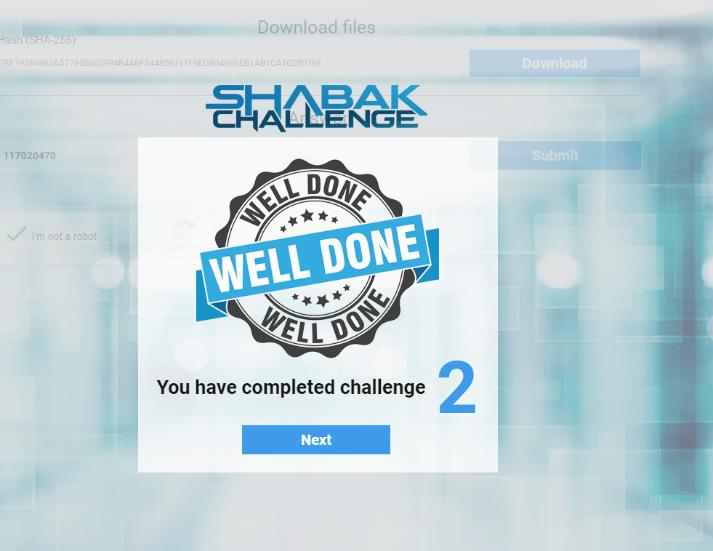 Download files
Hash (SHA-256):
Download
SHABAK
CHALLENGE
Answer
117020470
Submit
I'm not a robot
WELL DONE
WELL DONE
WELL DONE
You have completed challenge 2
Next